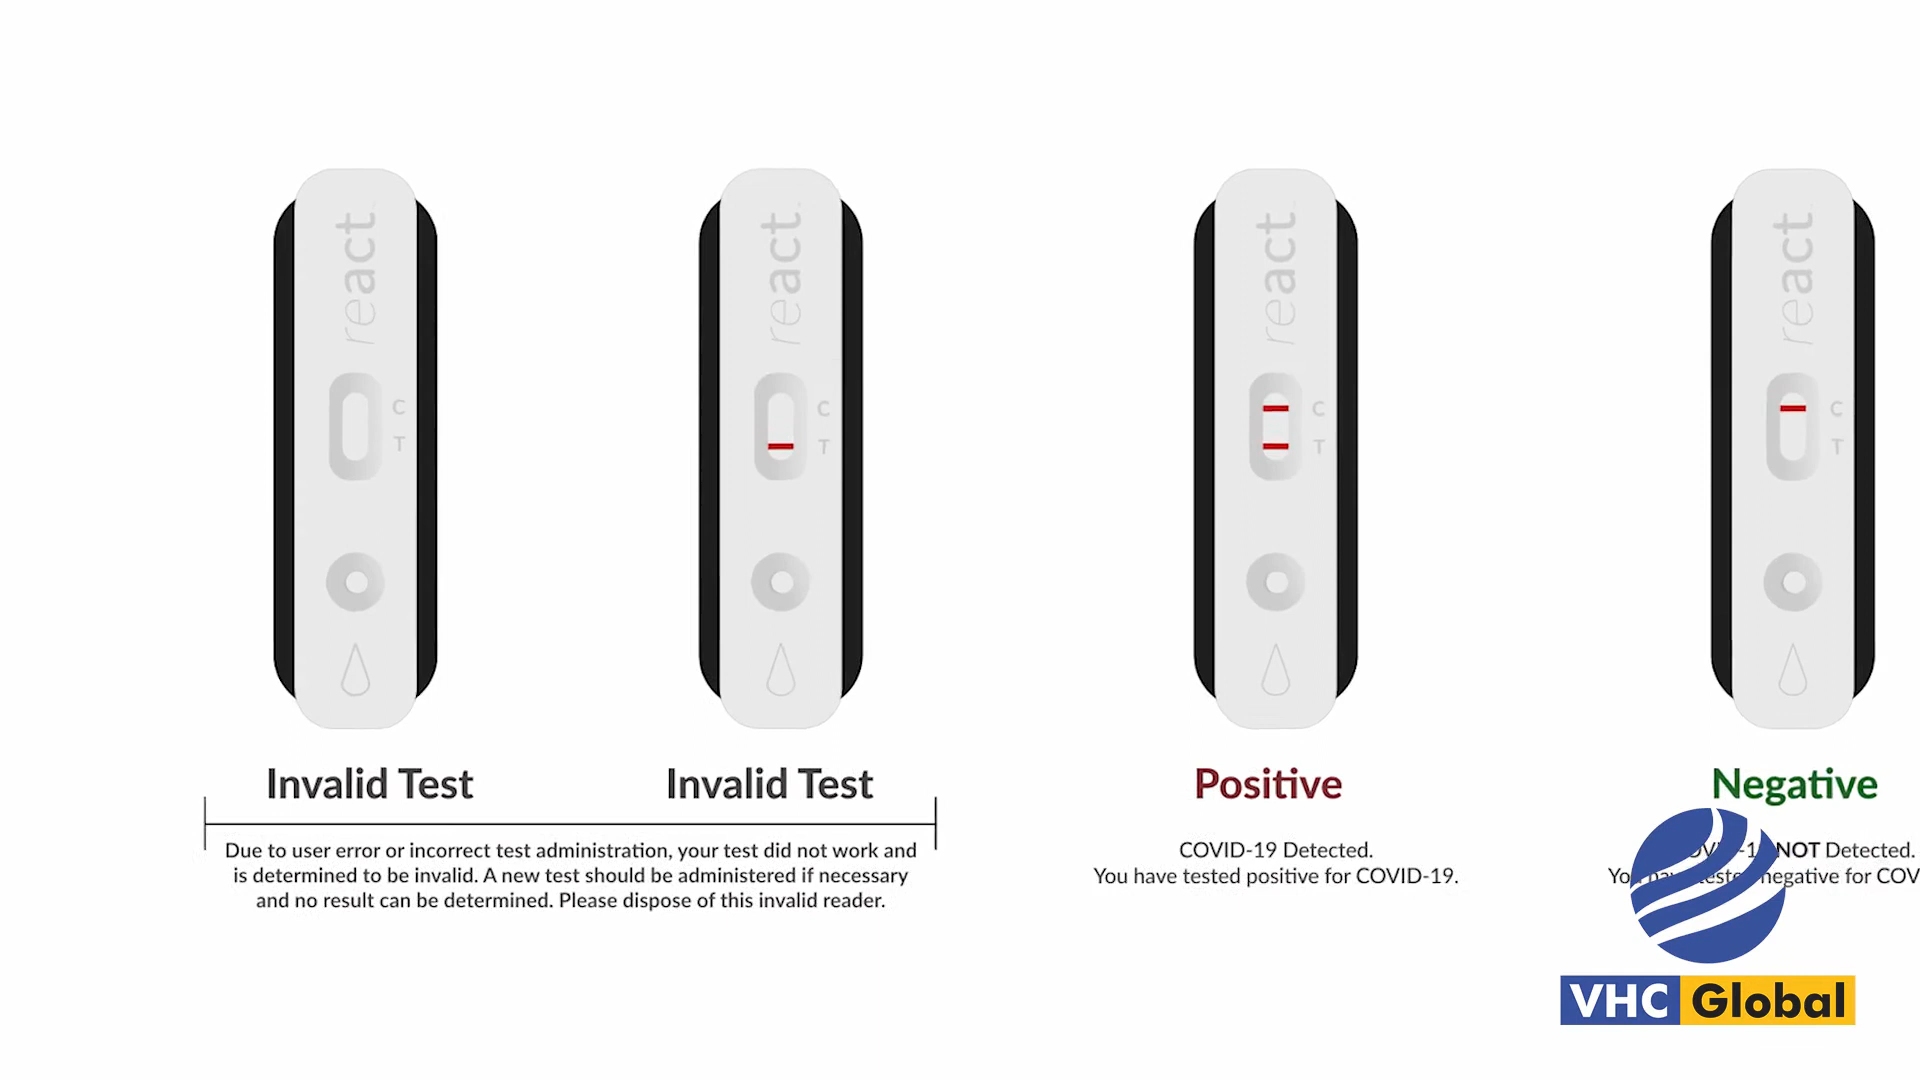 react
C
T
react
C
T
react
C
T
react
C
T
Invalid Test
Invalid Test
Positive
Negative
Due to user error or incorrect test administration, your test did not work and
is determined to be invalid. A new test should be administered if necessary
and no result can be determined. Please dispose of this invalid reader.
COVID-19 Detected.
You have tested positive for COVID-19.
NOT Detected.
negative for COV
VHC Global